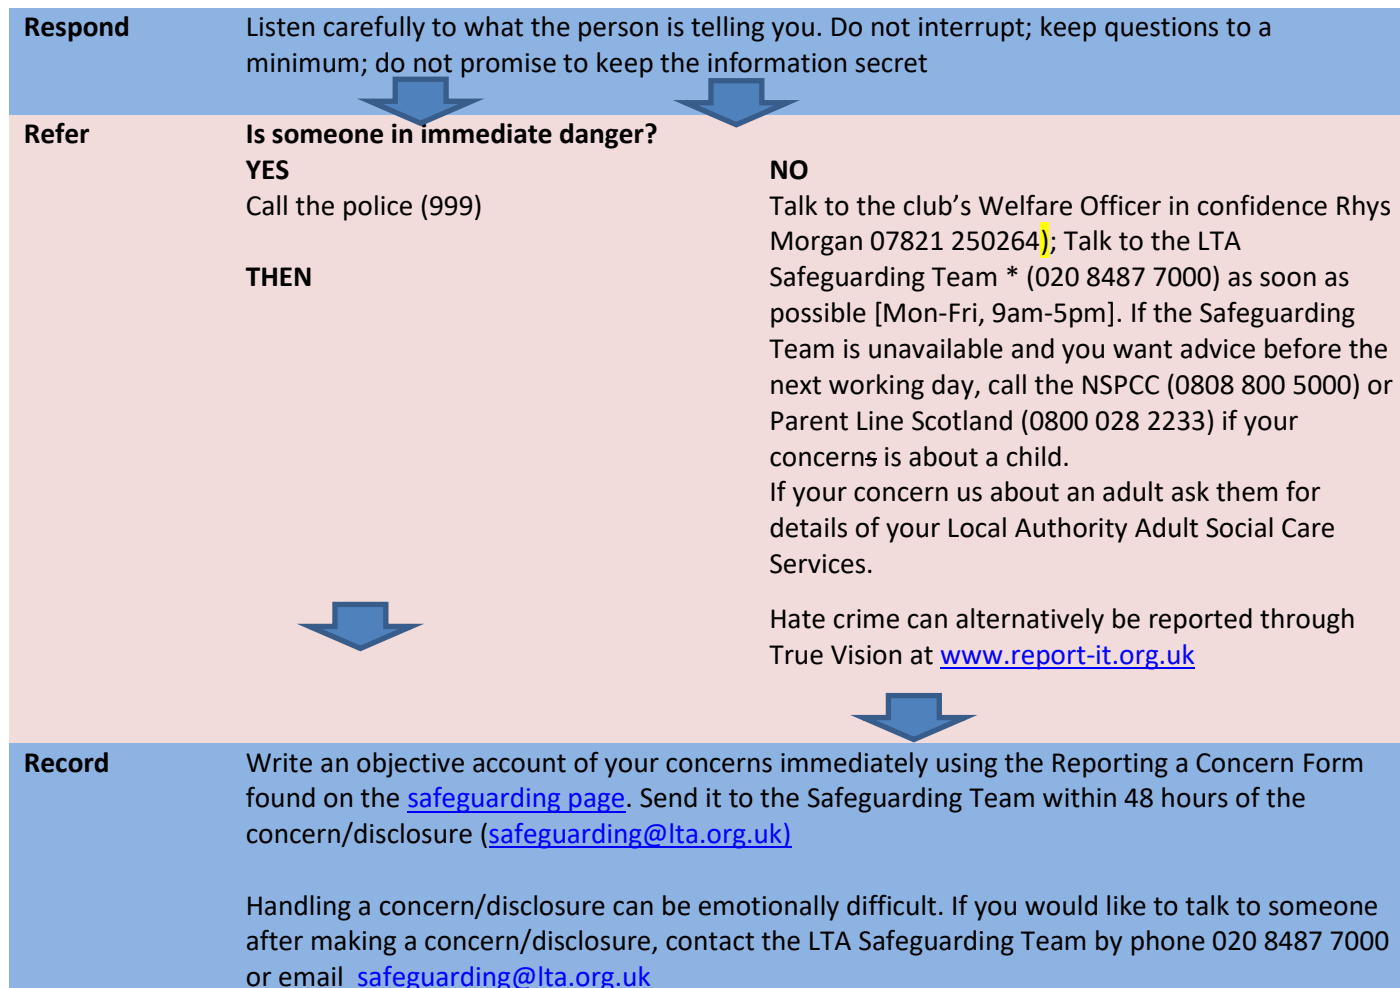 Respond
Listen carefully to what the person is telling you. Do not interrupt; keep questions to a
minimum; do not promise to keep the information secret
Refer
Is someone in immediate danger?
YES
Call the police (999)
THEN
NO
Talk to the club’s Welfare Officer in confidence Rhys
Morgan 07821 250264); Talk to the LTA
Safeguarding Team * (020 8487 7000) as soon as
possible [Mon-Fri, 9am-5pm]. If the Safeguarding
Team is unavailable and you want advice before the
next working day, call the NSPCC (0808 800 5000) or
Parent Line Scotland (0800 028 2233) if your
concerns is about a child.
If your concern us about an adult ask them for
details of your Local Authority Adult Social Care
Services.
Hate crime can alternatively be reported through
True Vision at www.report-it.org.uk
Record
Write an objective account of your concerns immediately using the Reporting a Concern Form
found on the safeguarding page. Send it to the Safeguarding Team within 48 hours of the
concern/disclosure (safeguarding@lta.org.uk)
Handling a concern/disclosure can be emotionally difficult. If you would like to talk to someone
after making a concern/disclosure, contact the LTA Safeguarding Team by phone 020 8487 7000
or email safeguarding@lta.org.uk